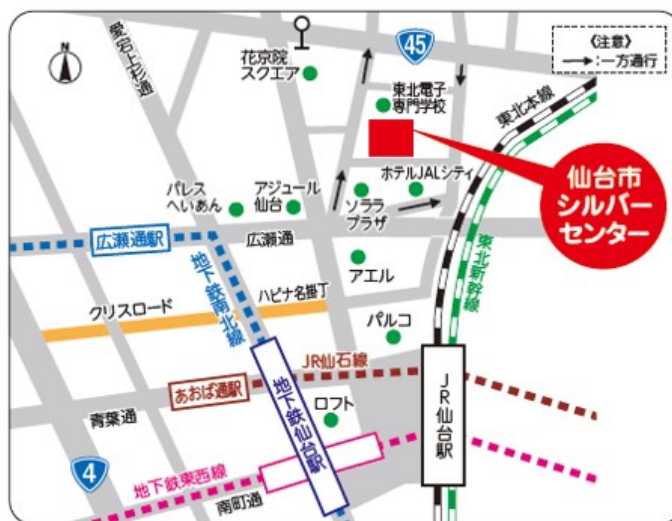 N
愛宕上杉通
花京院
スクエア
45
《注意》
→:一方通行
東北電子
専門学校
東北本線
仙台市
シルバー
センター
ホテルJALシティ
パレス
へいあん
アジュール
仙台
ソララ
プラザ
広瀬通駅
広瀬通
地下鉄南北線
東北新幹線
アエル
クリスロード
ハピナ名掛丁
パルコ
JR仙石線
あおば通駅
青葉通
地下鉄仙台駅
ロフト
JR仙台駅
4
地下鉄東西線
南町通